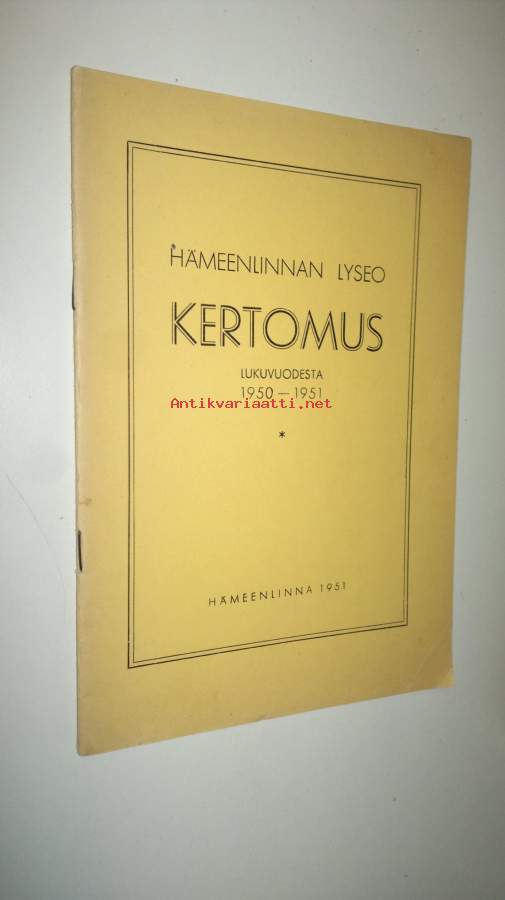 HÄMEENLINNAN LYSEO
KERTOMUS
LUKUVUODESTA
1950 — 1951
Antikvariaatti.net
*
HÄMEENLINNA 1951